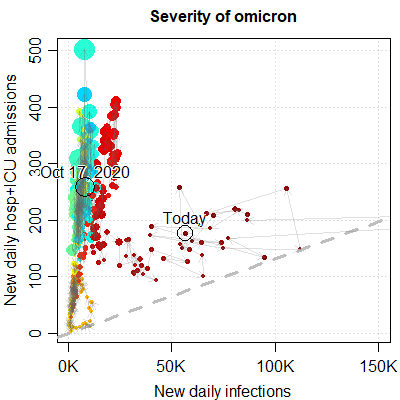 Severity of omicron
New daily hosp+ICU admissions
500
400
300
200
100
0
Oct 17, 2020
Today
0K
50K
100K
150K
New daily infections